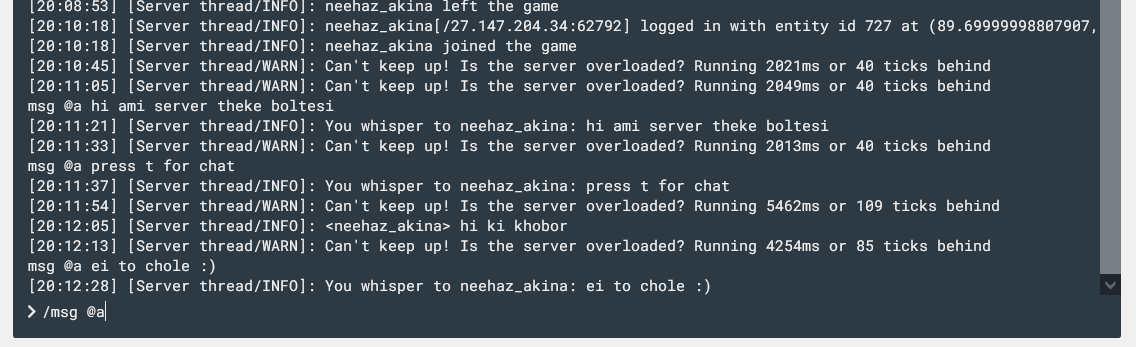 [20:08:53] [Server thread/INFO]: neehaz_akina left the game
[20:10:18] [Server thread/INFO]: neehaz_akina[/27.147.204.34:62792] logged in with entity id 727 at (89.69999998807907,
[20:10:18] [Server thread/INFO]: neehaz_akina joined the game
[20:10:45] [Server thread/WARN]: Can't keep up! Is the server overloaded? Running 2021ms or 40 ticks behind
[20:11:05] [Server thread/WARN]: Can't keep up! Is the server overloaded? Running 2049ms or 40 ticks behind
msg @a hi ami server theke boltesi
[20:11:21] [Server thread/INFO]: You whisper to neehaz_akina: hi ami server theke boltesi
[20:11:33] [Server thread/WARN]: Can't keep up! Is the server overloaded? Running 2013ms or 40 ticks behind
msg @a press t for chat
[20:11:37] [Server thread/INFO]: You whisper to neehaz_akina: press t for chat
[20:11:54] [Server thread/WARN]: Can't keep up! Is the server overloaded? Running 5462ms or 109 ticks behind
[20:12:05] [Server thread/INFO]: <neehaz_akina> hi ki khobor
[20:12:13] [Server thread/WARN]: Can't keep up! Is the server overloaded? Running 4254ms or 85 ticks behind
msg @a ei to chole :)
[20:12:28] [Server thread/INFO]: You whisper to neehaz_akina: ei to chole :)
/msg @a